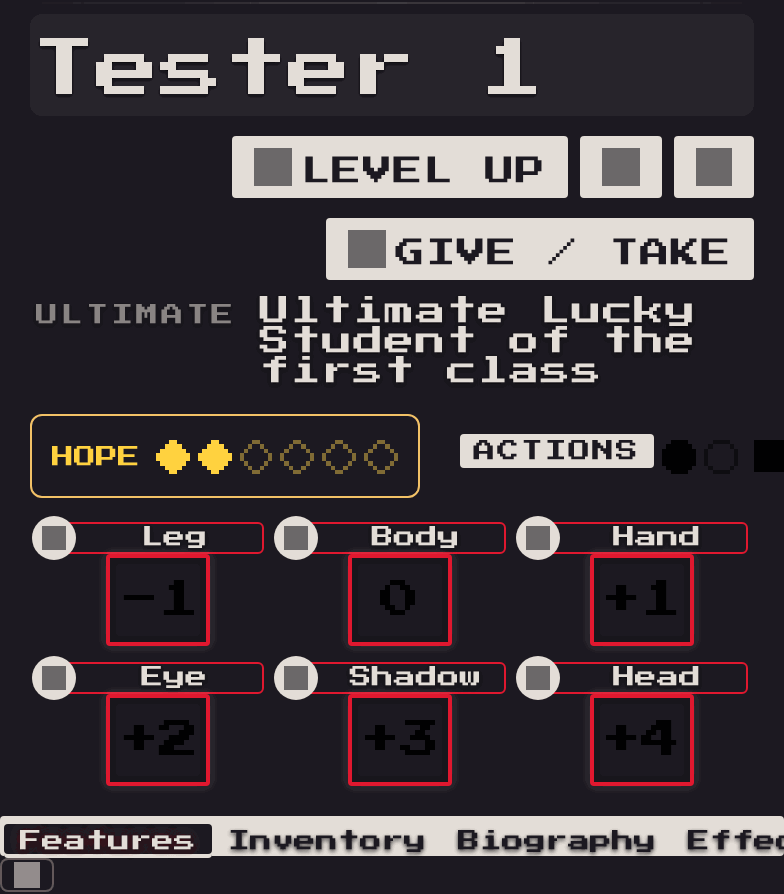 Tester 1
LEVEL UP
GIVE / TAKE
ULTIMATE Ultimate Lucky
Student of the
first class
HOPE ACTIONS
Leg Body Hand
-1 0 +1
Eye Shadow Head
+2 +3 +4
Features Inventory Biography Effec